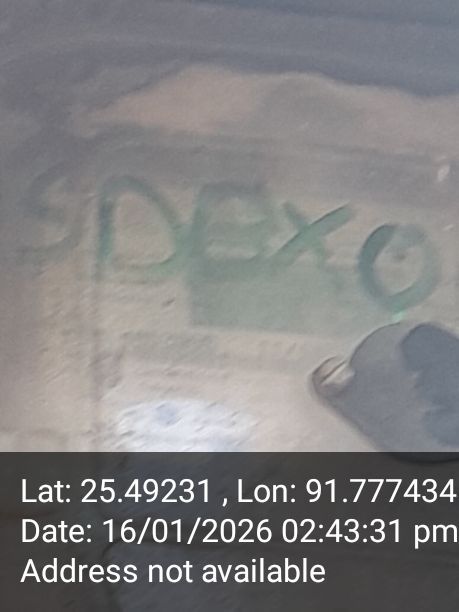 SDEXO
Lat: 25.49231 , Lon: 91.777434
Date: 16/01/2026 02:43:31 pm
Address not available